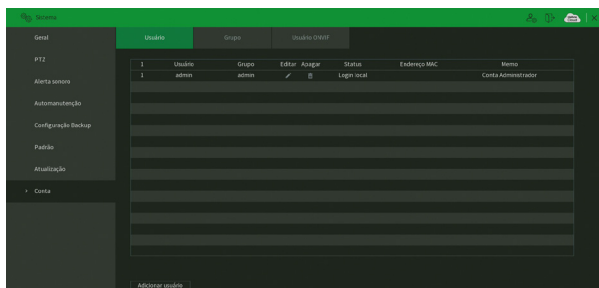 Sistema
Geral
PTZ
Alerta sonoro
Automanutenção
Configuração Backup
Padrão
Atualização
Conta
Usuário Grupo Usuário ONVIF
1 Usuário Grupo Editar Apagar Status Endereço MAC Memo
1 admin admin Login local Conta Administrador
Adicionar usuário